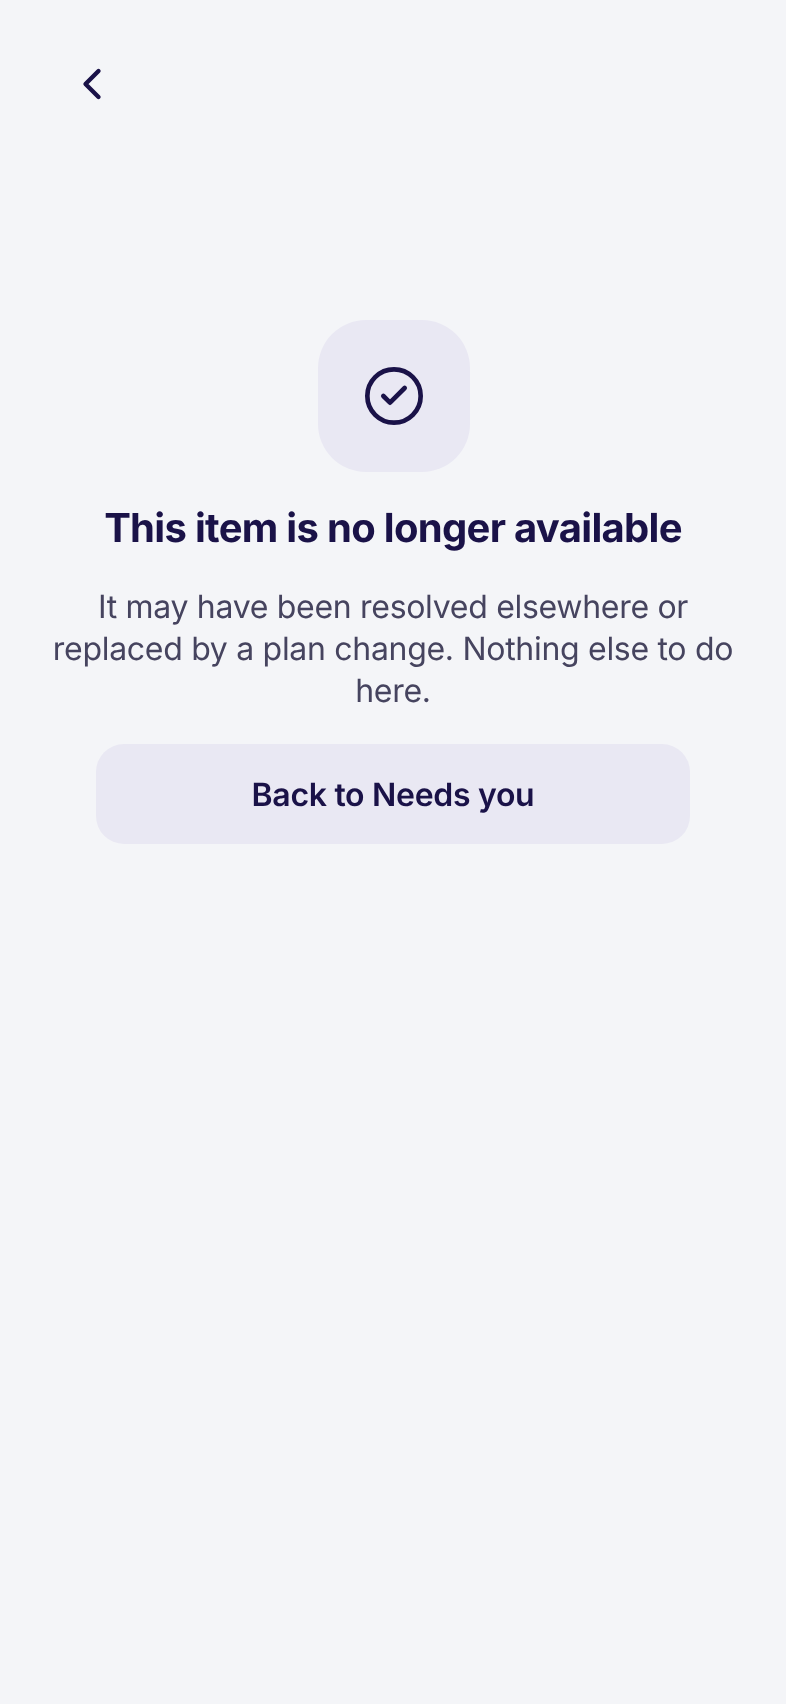 This item is no longer available
It may have been resolved elsewhere or
replaced by a plan change. Nothing else to do
here.
Back to Needs you